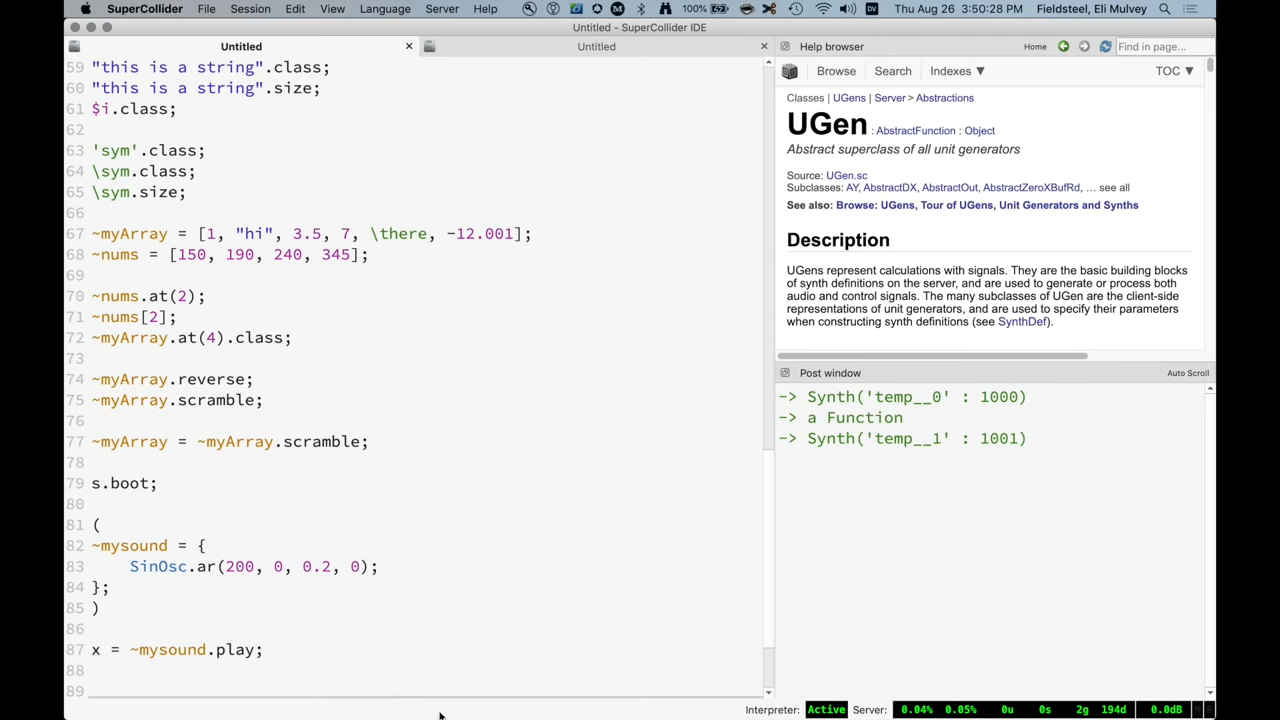 SuperCollider File Session Edit View Language Server Help 100% Thu Aug 26 3:50:28 PM Fieldsteel, Eli Mulvey
Untitled - SuperCollider IDE
Untitled
Untitled
59 "this is a string".class;
60 "this is a string".size;
61 $i.class;
62
63 'sym'.class;
64 \sym.class;
65 \sym.size;
66
67 ~myArray = [1, "hi", 3.5, 7, \there, -12.001];
68 ~nums = [150, 190, 240, 345];
69
70 ~nums.at(2);
71 ~nums[2];
72 ~myArray.at(4).class;
73
74 ~myArray.reverse;
75 ~myArray.scramble;
76
77 ~myArray = ~myArray.scramble;
78
79 s.boot;
80
81 (
82 ~mysound = {
83 SinOsc.ar(200, 0, 0.2, 0);
84 };
85 )
86
87 x = ~mysound.play;
88
89
Help browser Home Find in page...
Browse Search Indexes ▼ TOC ▼
Classes | UGens | Server > Abstractions
UGen : AbstractFunction : Object
Abstract superclass of all unit generators
Source: UGen.sc
Subclasses: AY, AbstractDX, AbstractOut, AbstractZeroXBufRd, … see all
See also: Browse: UGens, Tour of UGens, Unit Generators and Synths
Description
UGens represent calculations with signals. They are the basic building blocks
of synth definitions on the server, and are used to generate or process both
audio and control signals. The many subclasses of UGen are the client-side
representations of unit generators, and are used to specify their parameters
when constructing synth definitions (see SynthDef).
Post window Auto Scroll
-> Synth('temp__0' : 1000)
-> a Function
-> Synth('temp__1' : 1001)
Interpreter: Active Server: 0.04% 0.05% 0u 0s 2g 194d 0.0dB